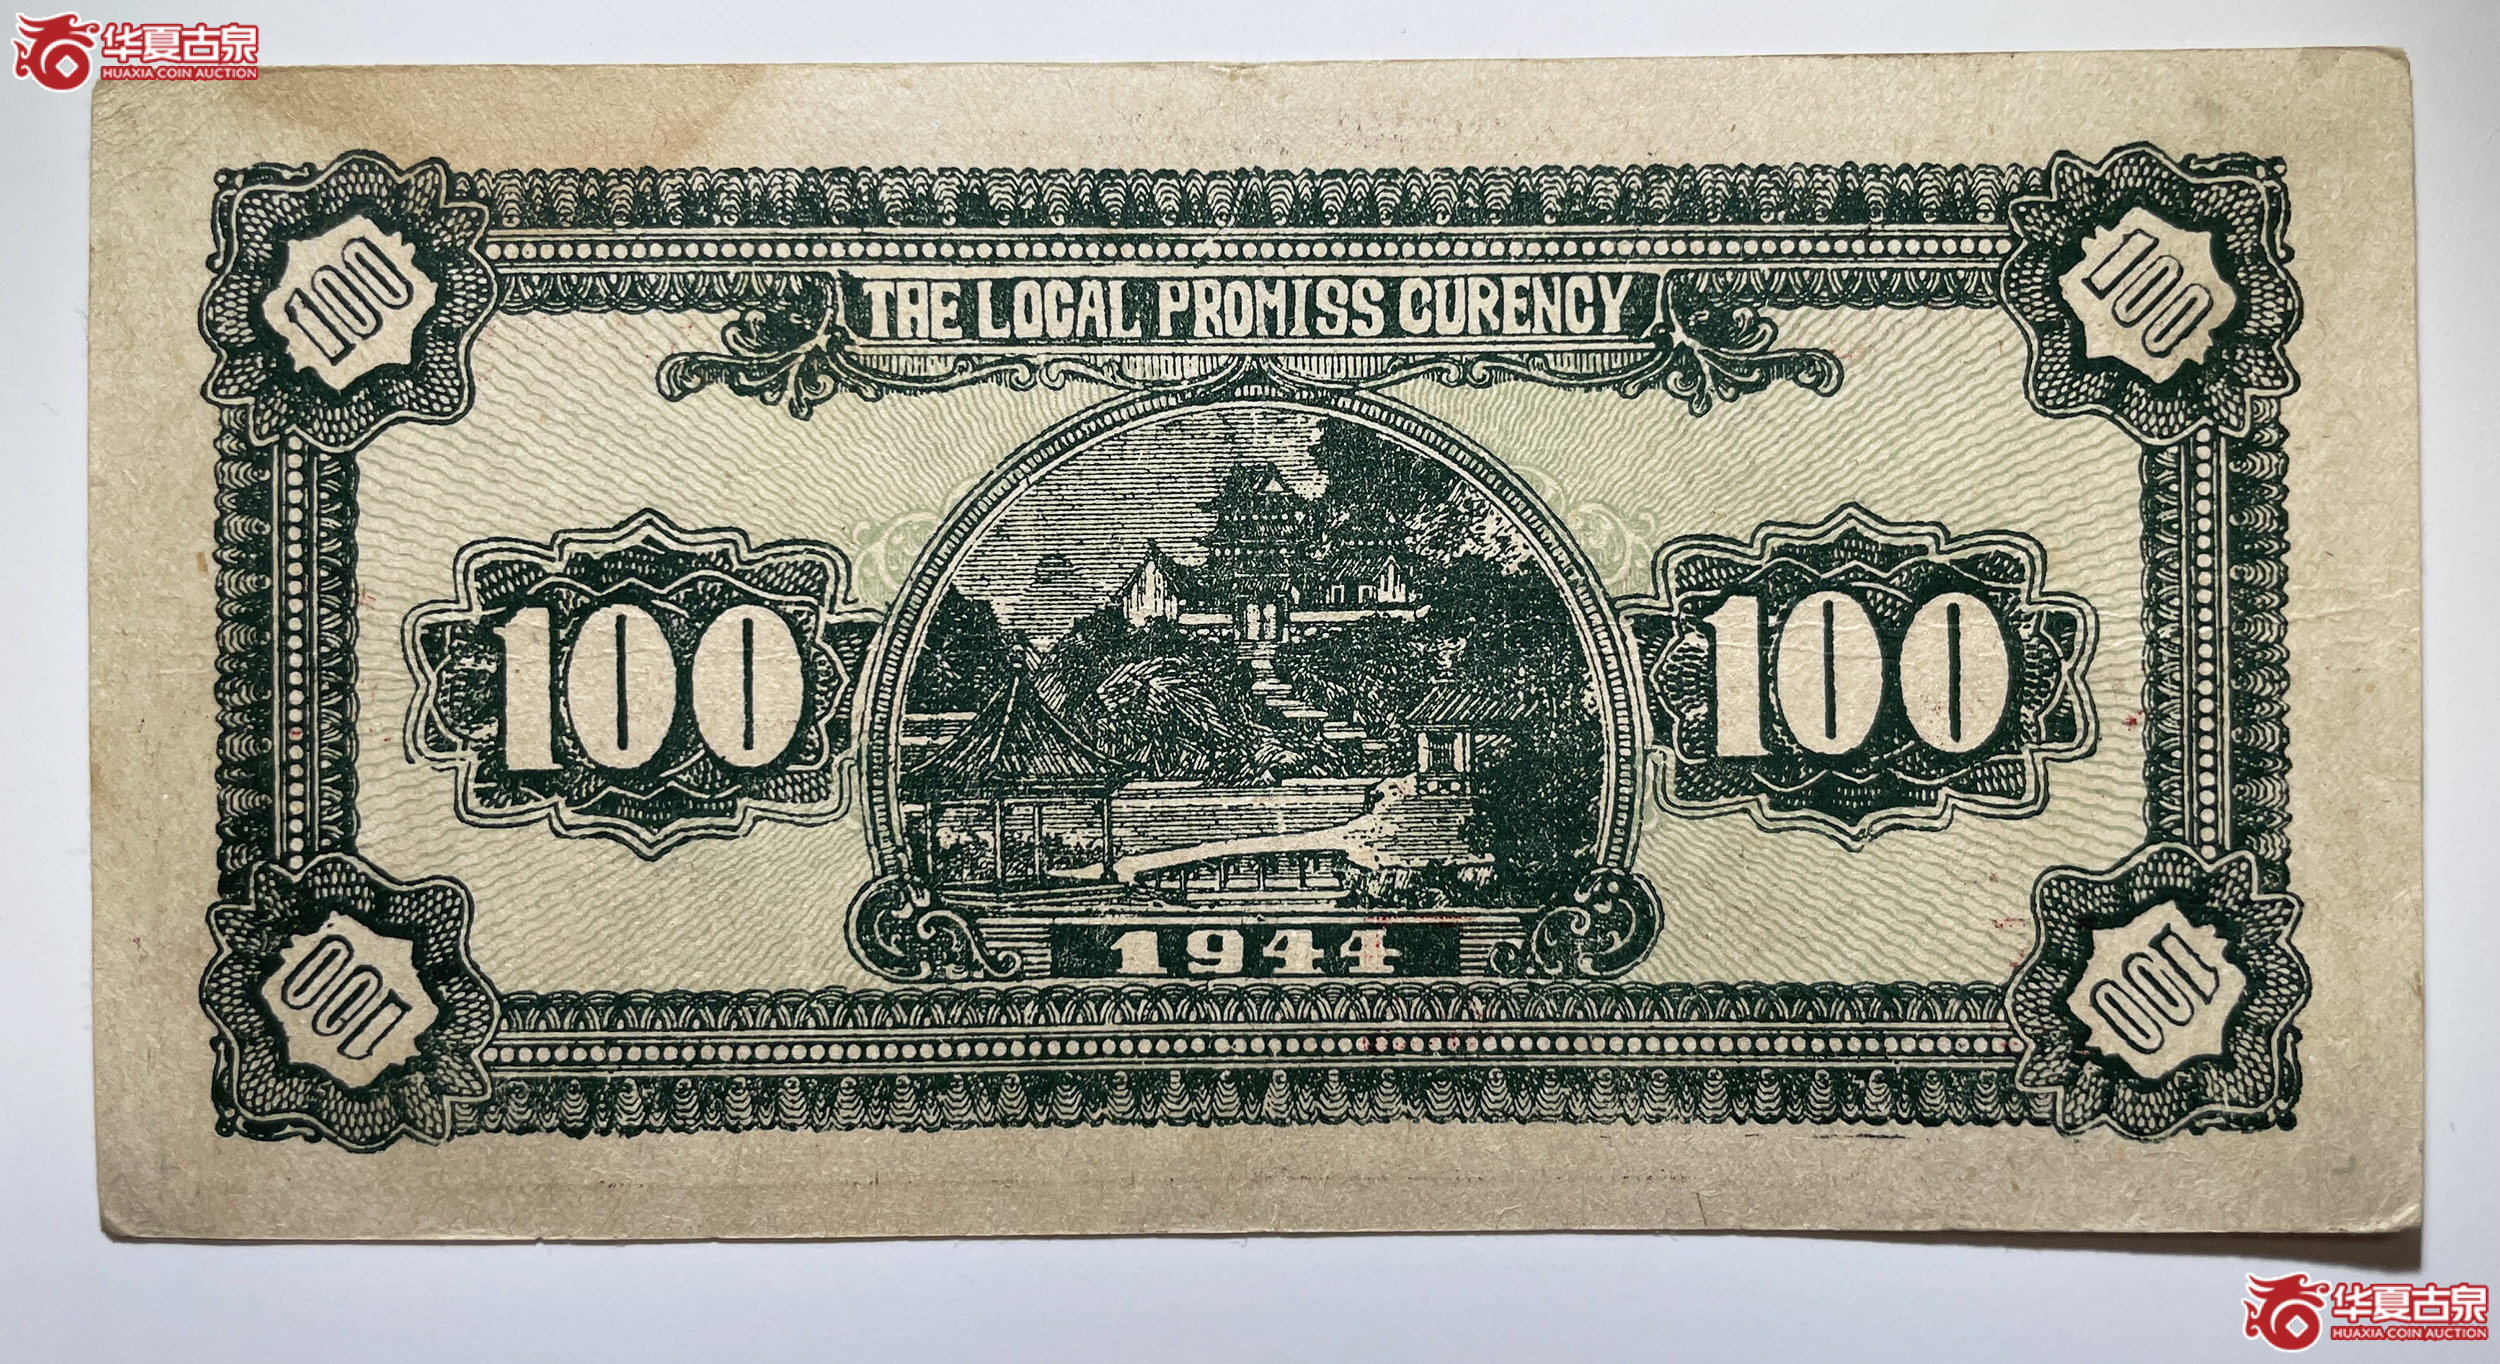 华夏古泉
HUAXIA COIN AUCTION
100
100
THE LOCAL PROMISS CURENCY
100
100
1944
100
100
华夏古泉
HUAXIA COIN AUCTION